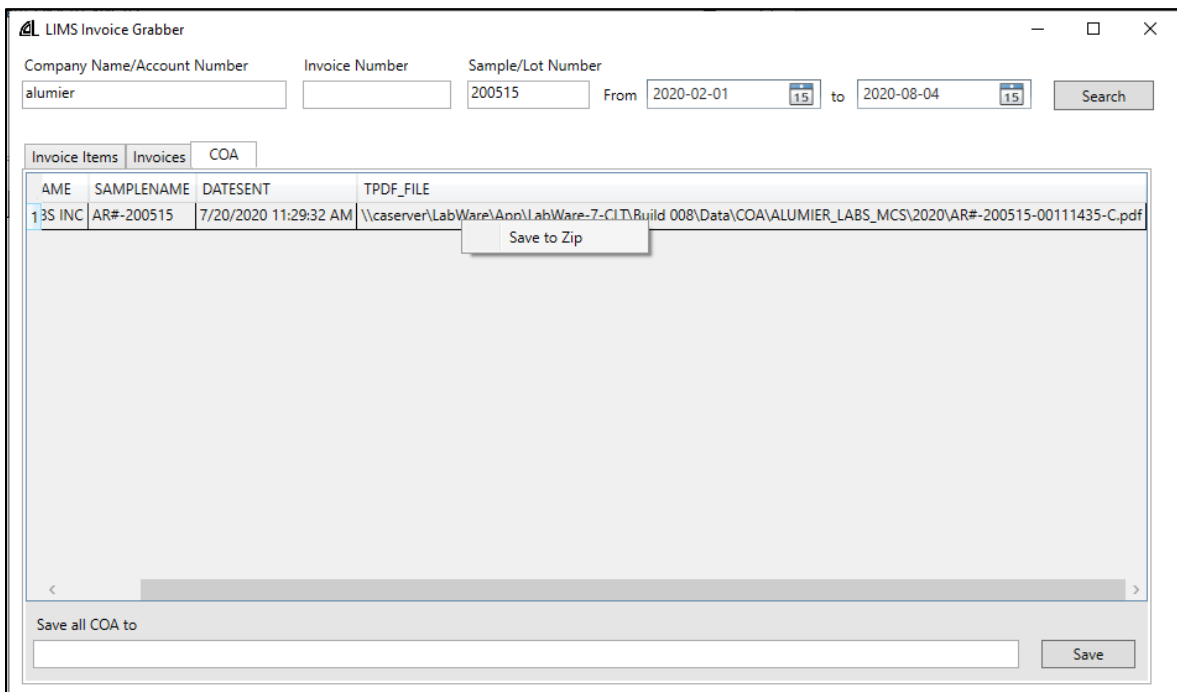 LIMS Invoice Grabber
Company Name/Account Number Invoice Number Sample/Lot Number
alumier 200515 From 2020-02-01 15 to 2020-08-04 15 Search
Invoice Items Invoices COA
AME SAMPLENAME DATESENT TPDF_FILE
1 BS INC AR#-200515 7/20/2020 11:29:32 AM \\caserver\LabWare\App\LabWare-7-CLT\Build 008\Data\COA\ALUMIER_LABS_MCS\2020\AR#-200515-00111435-C.pdf
Save to Zip
Save all COA to
Save